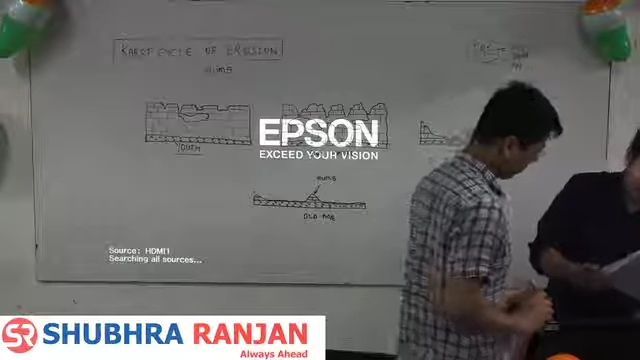 KARST CYCLE OF EROSION
HUMS
EPSON
EXCEED YOUR VISION
YOUTH
HUMS
OLD AGE
Source: HDMI1
Searching all sources...
SR
SHUBHRA RANJAN
Always Ahead